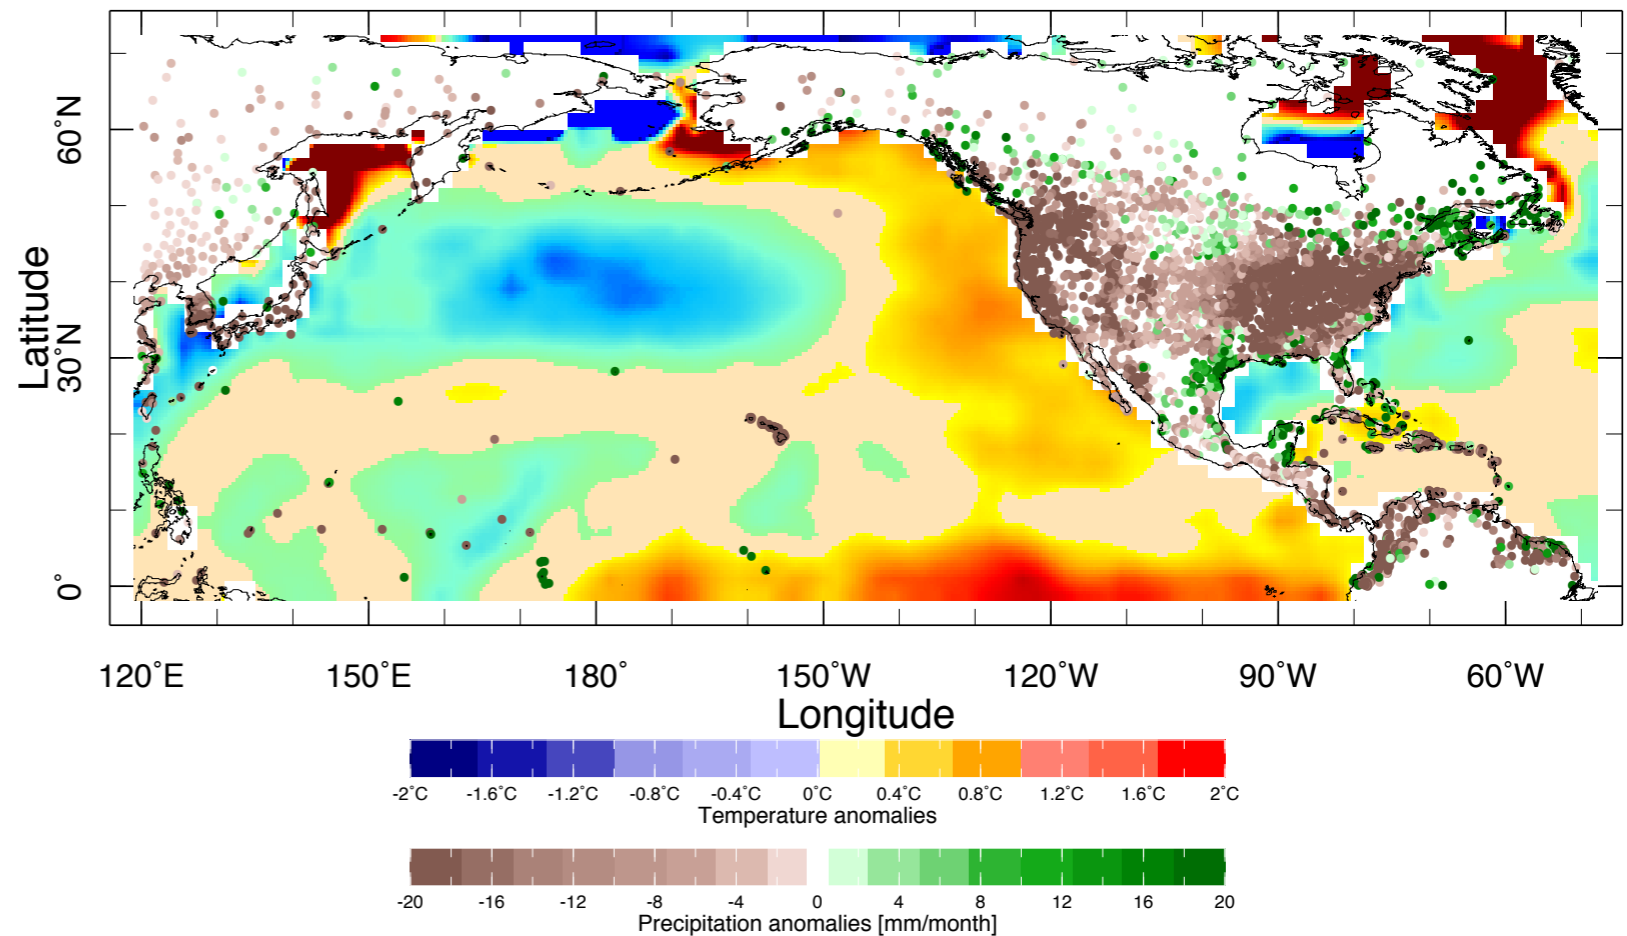 Latitude
60˚N
30˚N
0˚
120˚E 150˚E 180˚ 150˚W 120˚W 90˚W 60˚W
Longitude
-2˚C -1.6˚C -1.2˚C -0.8˚C -0.4˚C 0˚C 0.4˚C 0.8˚C 1.2˚C 1.6˚C 2˚C
Temperature anomalies
-20 -16 -12 -8 -4 0 4 8 12 16 20
Precipitation anomalies [mm/month]